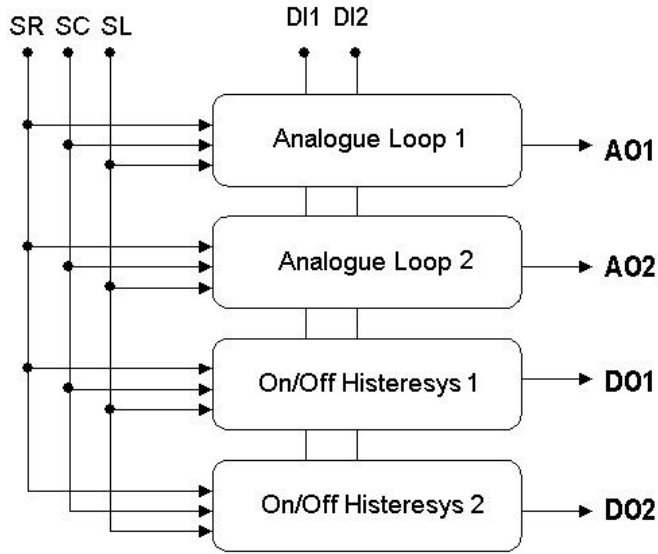 SR SC SL DI1 DI2
Analogue Loop 1 AO1
Analogue Loop 2 AO2
On/Off Histeresys 1 DO1
On/Off Histeresys 2 DO2